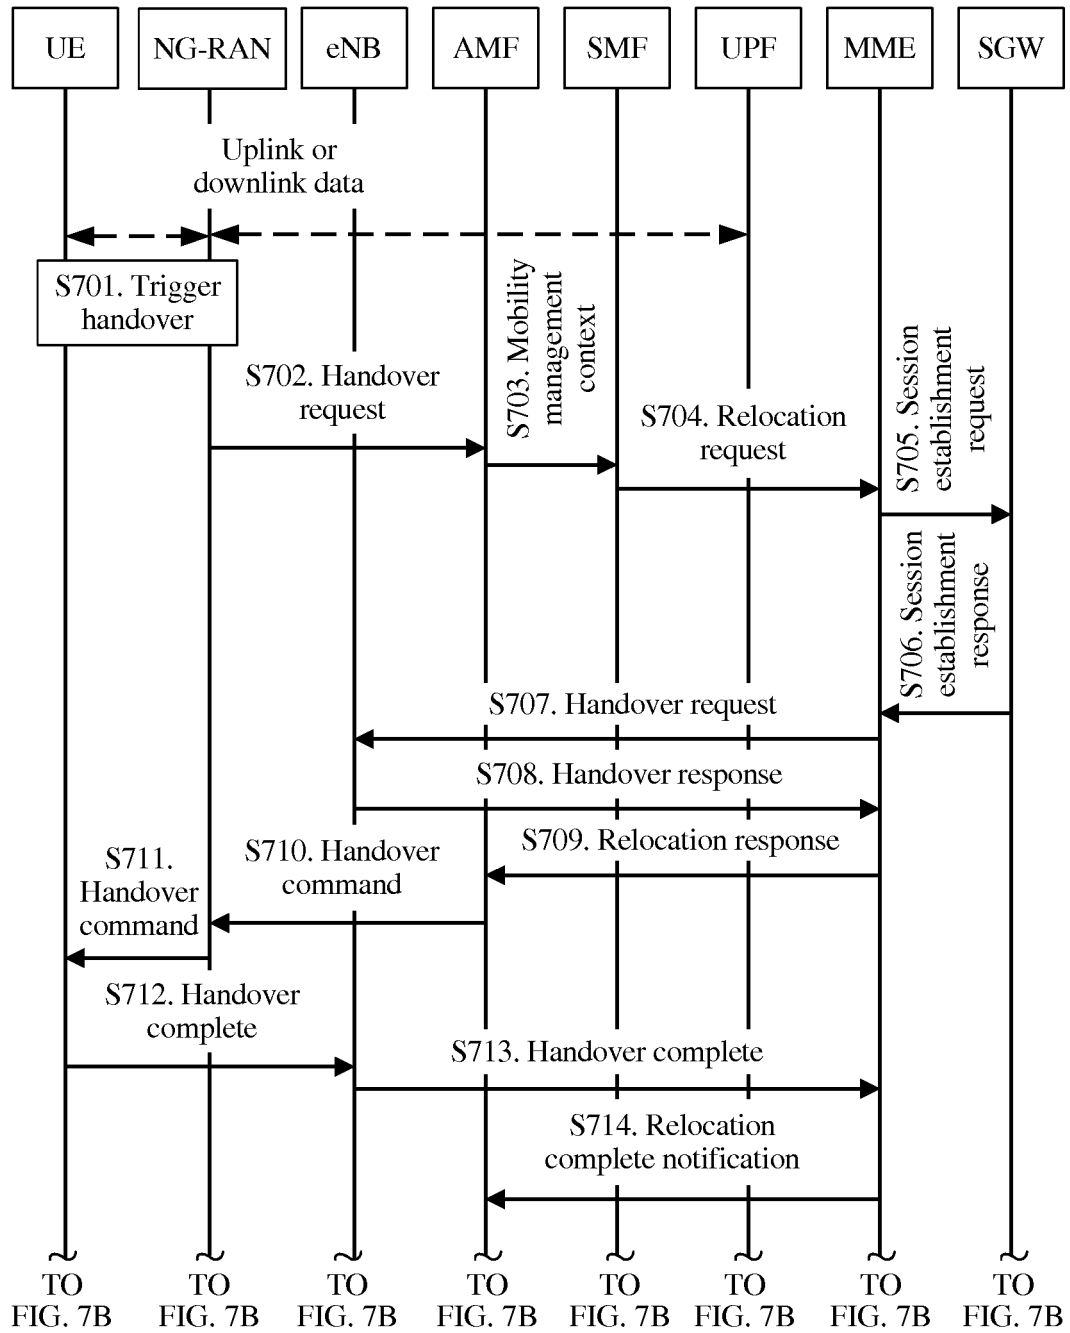 UE
NG-RAN
eNB
AMF
SMF
UPF
MME
SGW
Uplink or
downlink data
S701. Trigger
handover
S702. Handover
request
S703. Mobility
management
context
S704. Relocation
request
S705. Session
establishment
request
S706. Session
establishment
response
S707. Handover request
S708. Handover response
S709. Relocation response
S710. Handover
command
S711.
Handover
command
S712. Handover
complete
S713. Handover complete
S714. Relocation
complete notification
TO
FIG. 7B
TO
FIG. 7B
TO
FIG. 7B
TO
FIG. 7B
TO
FIG. 7B
TO
FIG. 7B
TO
FIG. 7B
TO
FIG. 7B